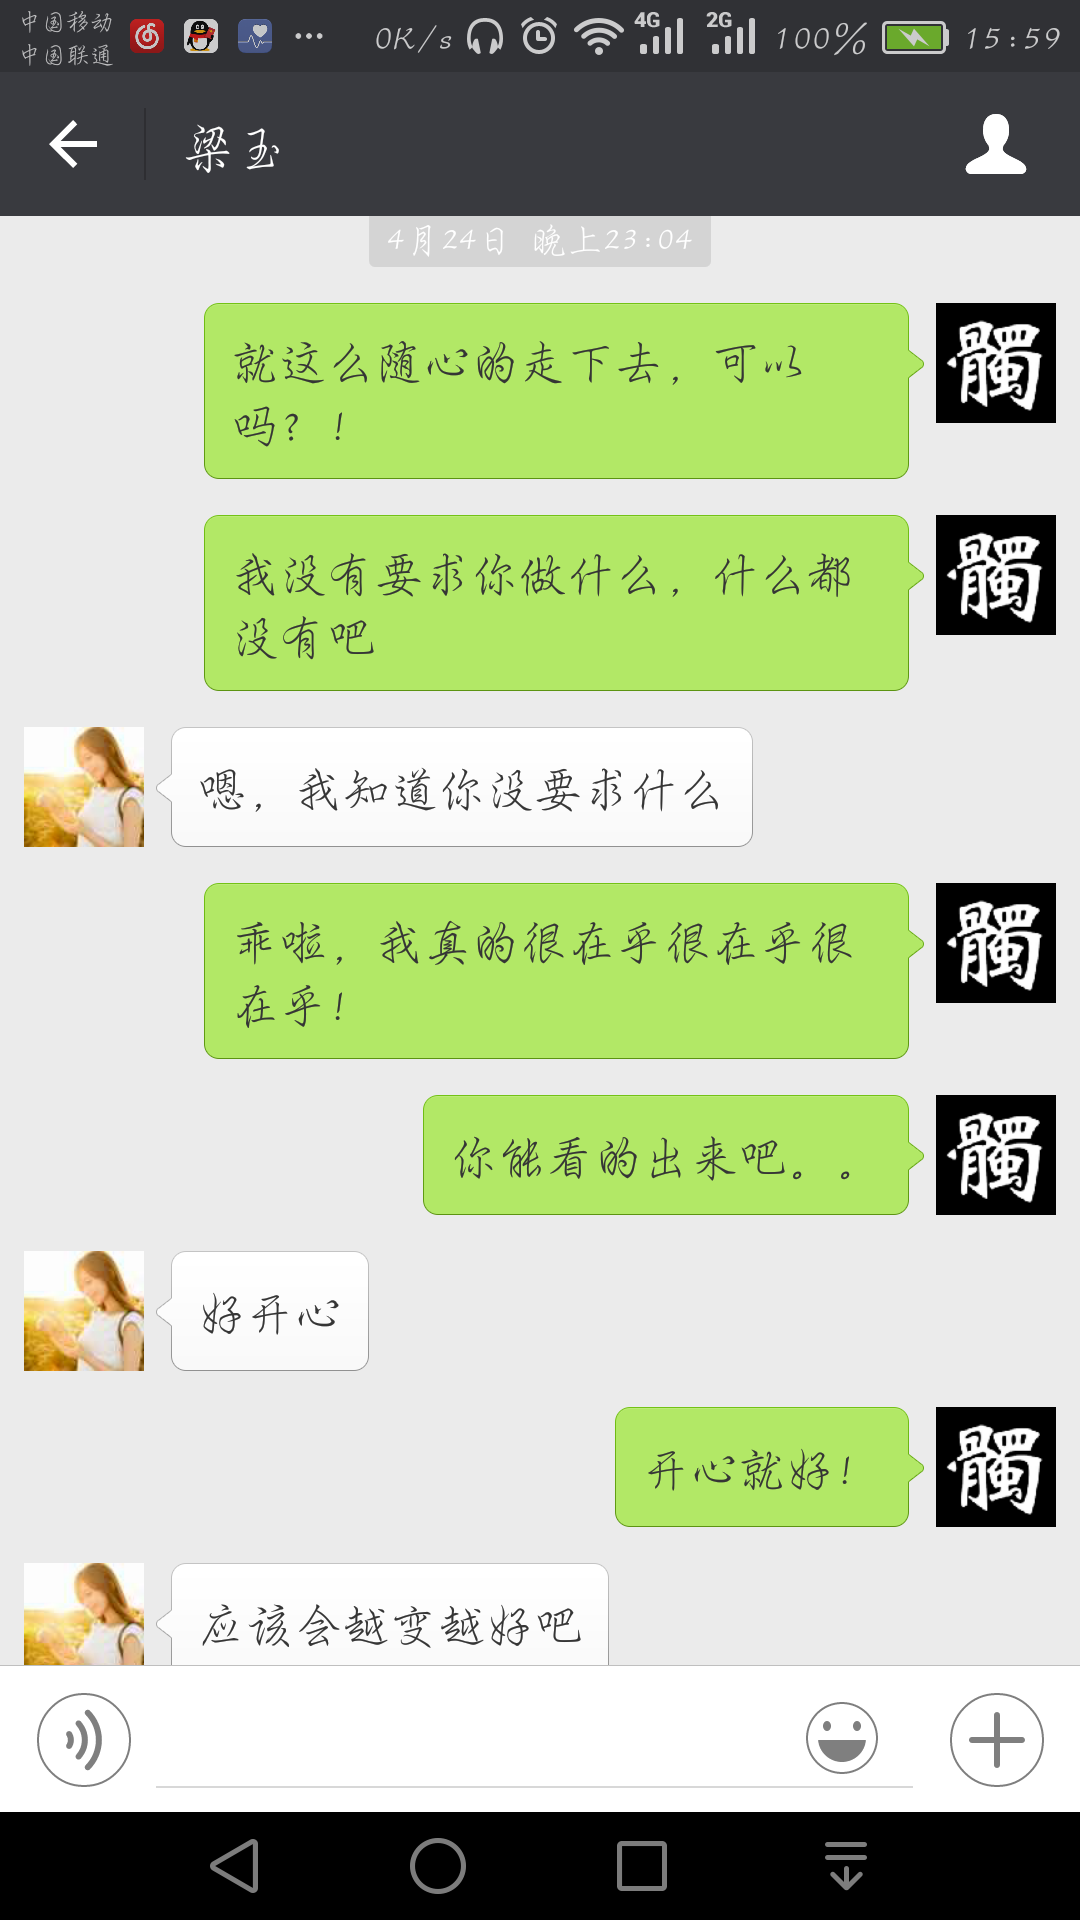 中国移动
中国联通
0K/s
4G
2G
100%
15:59
梁玉
4月24日 晚上23:04
就这么随心的走下去，可以
吗？！
髑
我没有要求你做什么，什么都
没有吧
髑
嗯，我知道你没要求什么
乖啦，我真的很在乎很在乎很
在乎！
髑
你能看的出来吧。。
髑
好开心
开心就好！
髑
应该会越变越好吧